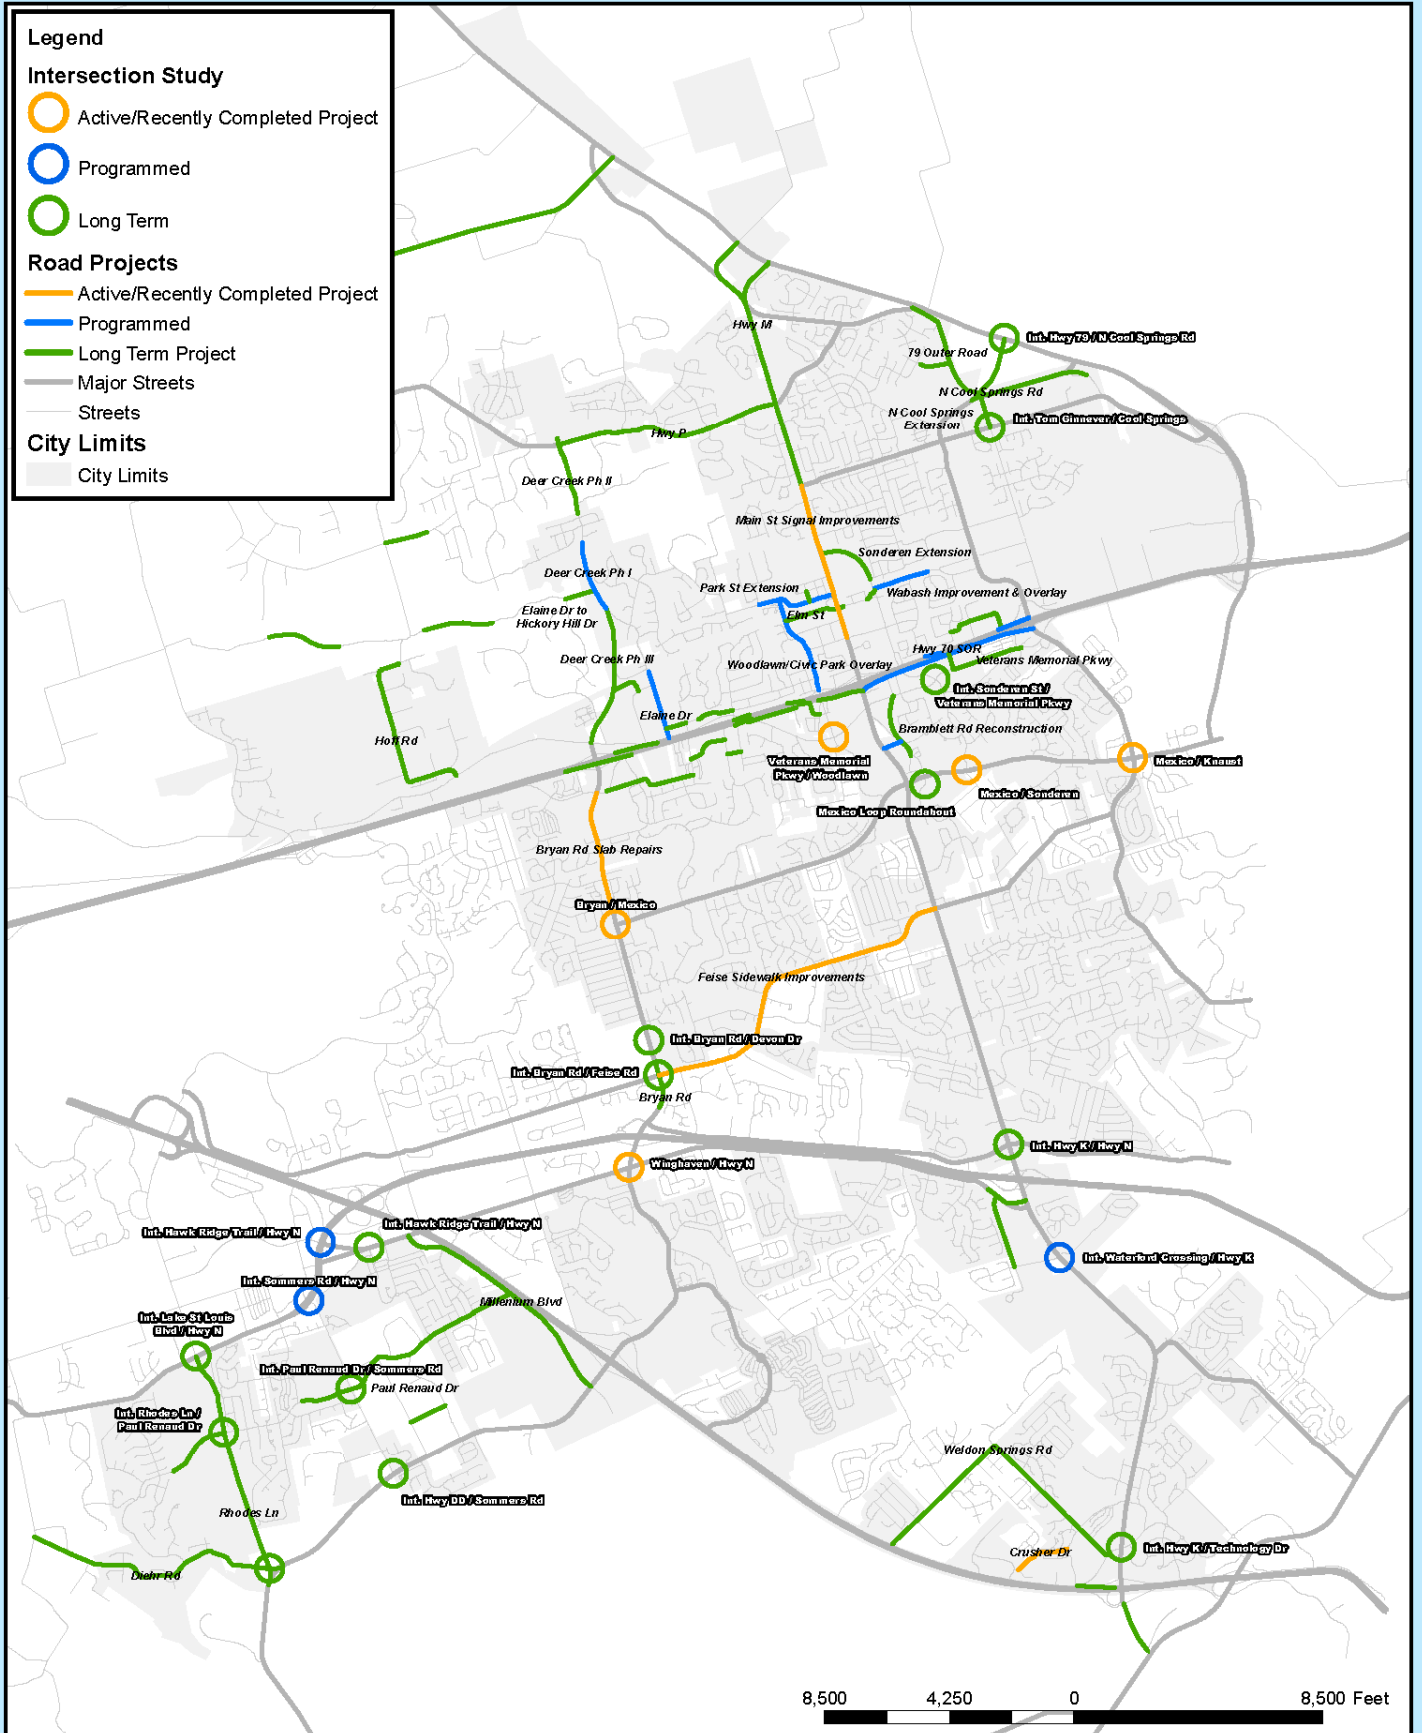 Legend
Intersection Study
Active/Recently Completed Project
Programmed
Long Term
Road Projects
Active/Recently Completed Project
Programmed
Long Term Project
Major Streets
Streets
City Limits
City Limits
Hwy M
Int. Hwy 79 / N Cool Springs Rd
79 Outer Road
N Cool Springs Rd
N Cool Springs
Extension
Int. Tom Ginnever / Cool Springs
Hwy P
Deer Creek Ph II
Main St Signal Improvements
Sonderen Extension
Deer Creek Ph I
Park St Extension
Wabash Improvement & Overlay
Elaine Dr to
Hickory Hill Dr
Elm St
Hwy 70 SOR
Deer Creek Ph III
Woodlawn/Civic Park Overlay
Veterans Memorial Pkwy
Int. Sonderen St /
Veterans Memorial Pkwy
Elaine Dr
Bramblett Rd Reconstruction
Hoff Rd
Veterans Memorial
Pkwy / Woodlawn
Mexico / Knaust
Mexico / Sonderen
Mexico Loop Roundabout
Bryan Rd Slab Repairs
Bryan / Mexico
Feise Sidewalk Improvements
Int. Bryan Rd / Devon Dr
Int. Bryan Rd / Feise Rd
Bryan Rd
Int. Hwy K / Hwy N
Winghaven / Hwy N
Int. Hawk Ridge Trail / Hwy N
Int. Hawk Ridge Trail / Hwy N
Int. Waterford Crossing / Hwy K
Int. Sommers Rd / Hwy N
Millenium Blvd
Int. Lake St Louis
Blvd / Hwy N
Int. Paul Renaud Dr / Sommers Rd
Paul Renaud Dr
Int. Rhodes Ln /
Paul Renaud Dr
Weldon Springs Rd
Int. Hwy DD / Sommers Rd
Rhodes Ln
Crusher Dr
Int. Hwy K / Technology Dr
Diehr Rd
8,500 4,250 0 8,500 Feet